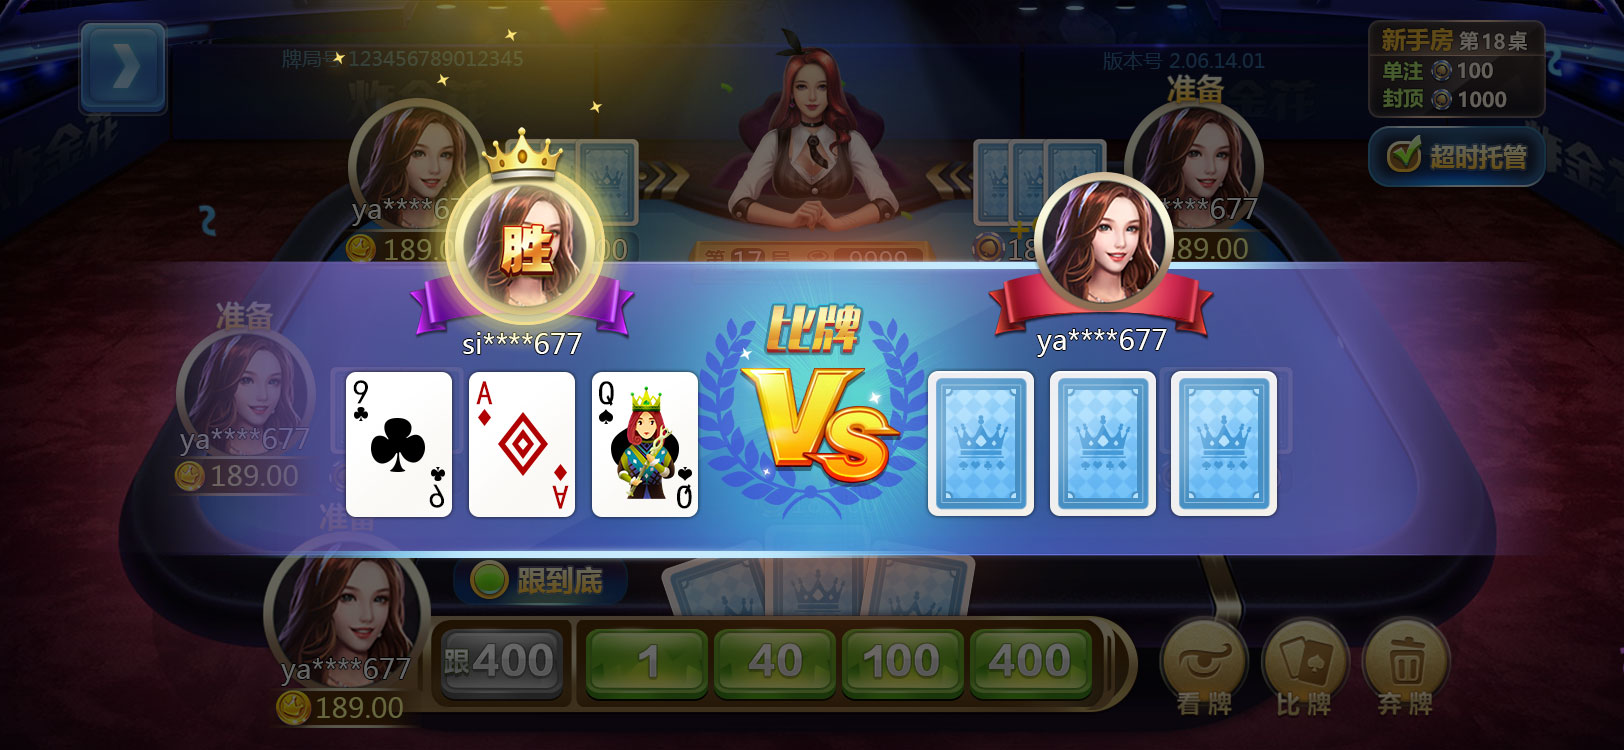 牌局号 123456789012345
版本号 2.06.14.01
新手房 第18桌
单注 100
封顶 1000
超时托管
炸金花
准备
ya****677
189.00
胜
si****677
ya****677
比牌
VS
9
A
Q
准备
ya****677
189.00
准备
跟到底
ya****677
189.00
跟400
1
40
100
400
看牌
比牌
弃牌